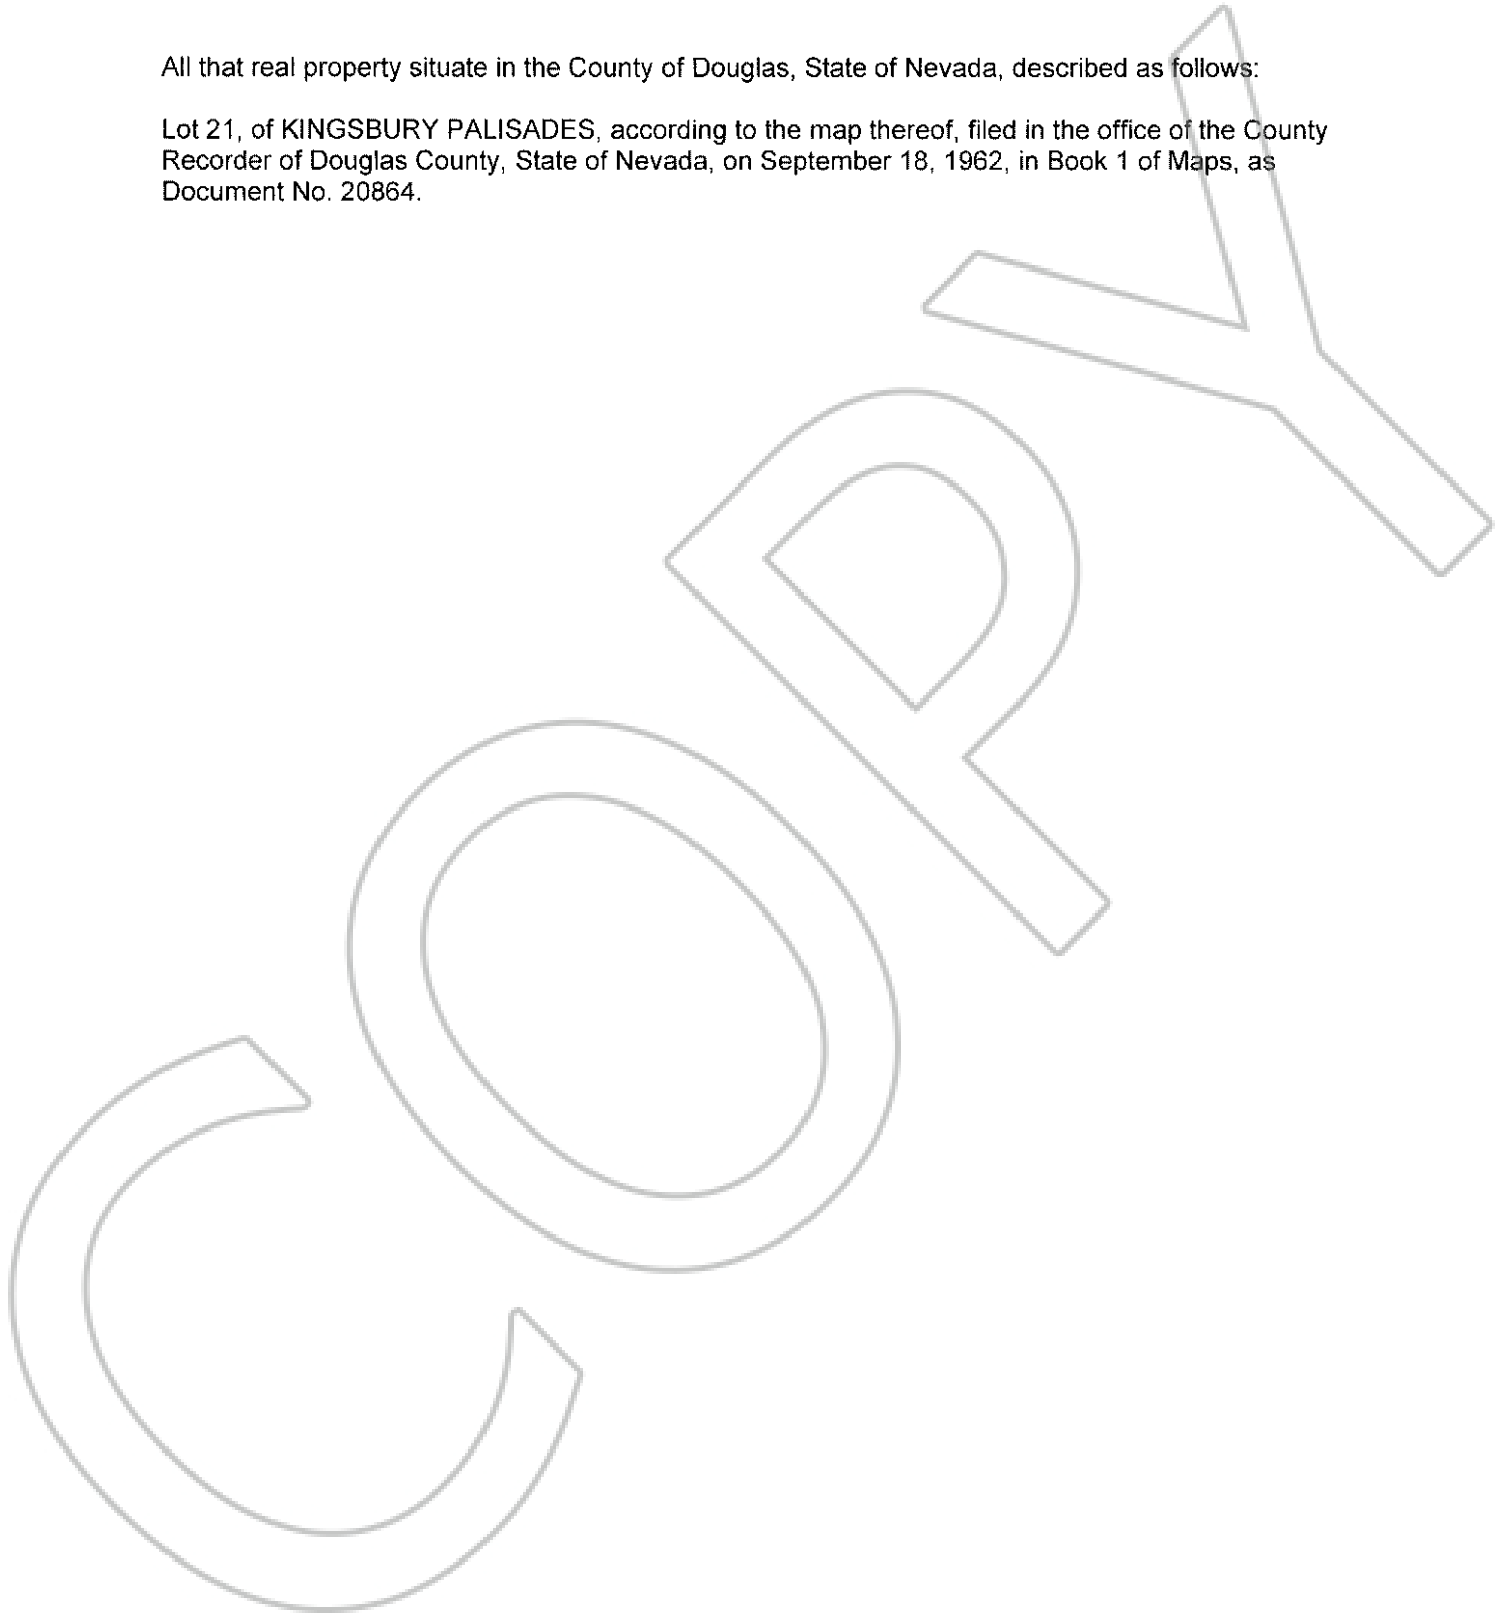 All that real property situate in the County of Douglas, State of Nevada, described as follows:
Lot 21, of KINGSBURY PALISADES, according to the map thereof, filed in the office of the County
Recorder of Douglas County, State of Nevada, on September 18, 1962, in Book 1 of Maps, as
Document No. 20864.
COPY